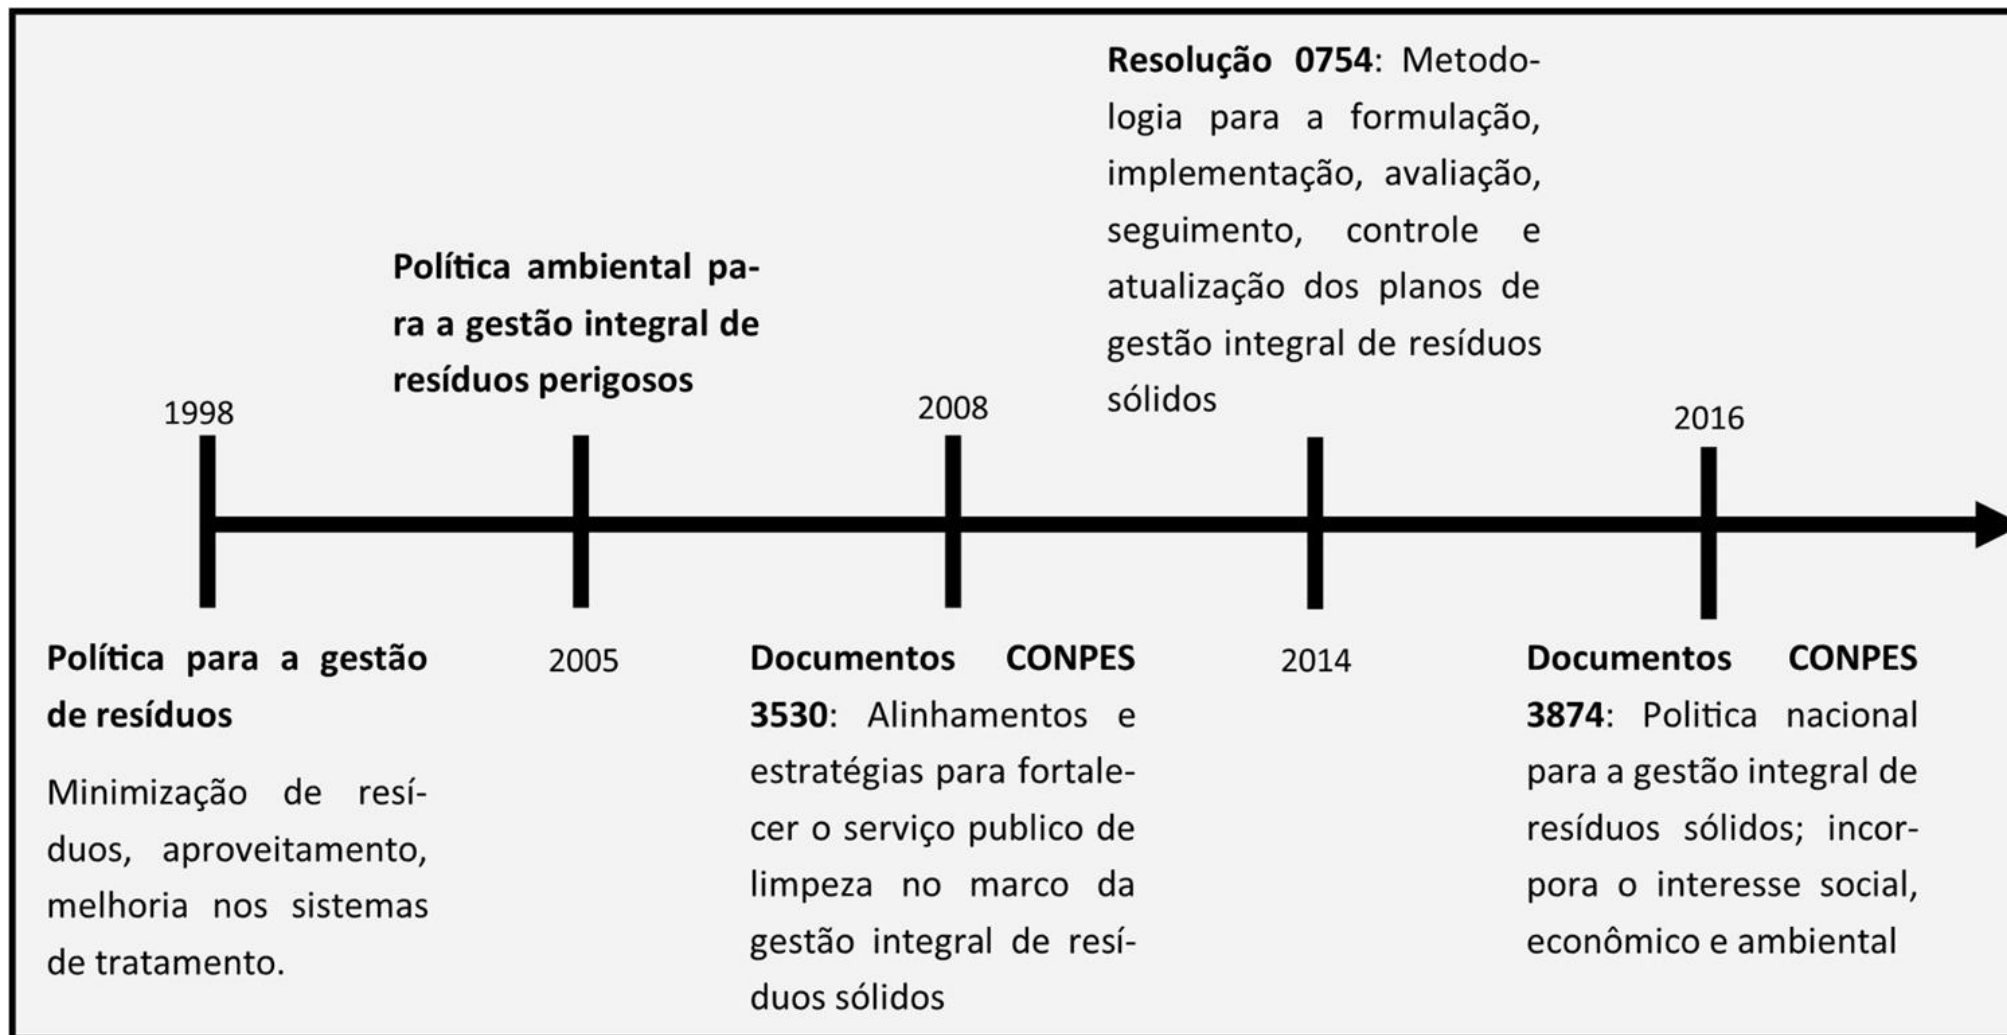 1998
Política para a gestão
de resíduos
Minimização de resí-
duos, aproveitamento,
melhoria nos sistemas
de tratamento.
Política ambiental pa-
ra a gestão integral de
resíduos perigosos
2005
2008
Documentos CONPES
3530: Alinhamentos e
estratégias para fortale-
cer o serviço publico de
limpeza no marco da
gestão integral de resí-
duos sólidos
Resolução 0754: Metodo-
logia para a formulação,
implementação, avaliação,
seguimento, controle e
atualização dos planos de
gestão integral de resíduos
sólidos
2014
2016
Documentos CONPES
3874: Politica nacional
para a gestão integral de
resíduos sólidos; incor-
pora o interesse social,
econômico e ambiental